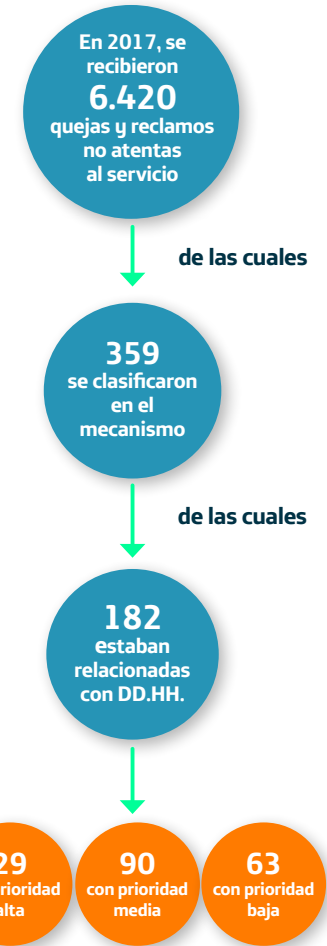 En 2017, se
recibieron
6.420
quejas y reclamos
no atentas
al servicio
de las cuales
359
se clasificaron
en el
mecanismo
de las cuales
182
estaban
relacionadas
con DD.HH.
29
prioridad
alta
90
con prioridad
media
63
con prioridad
baja